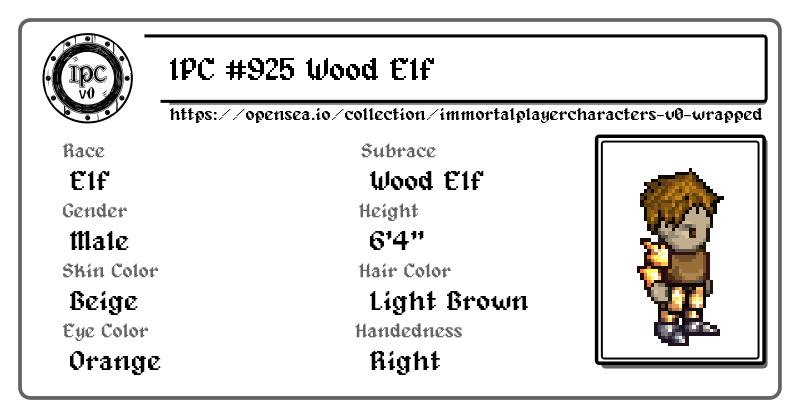 IPC
v0
IPC #925 Wood Elf
https://opensea.io/collection/immortalplayercharacters-v0-wrapped
Race
Subrace
Elf
Wood Elf
Gender
Height
Male
6'4"
Skin Color
Hair Color
Beige
Light Brown
Eye Color
Handedness
Orange
Right